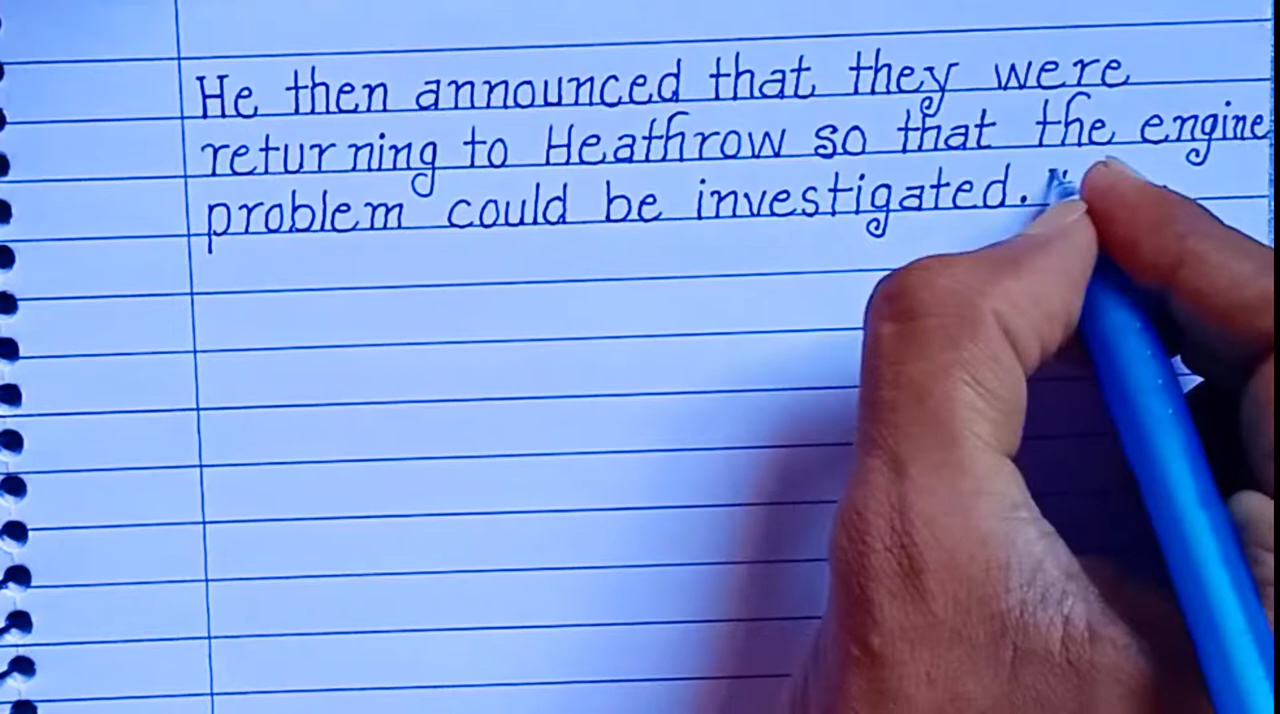 He then announced that they were
returning to Heathrow so that the engine
problem could be investigated.